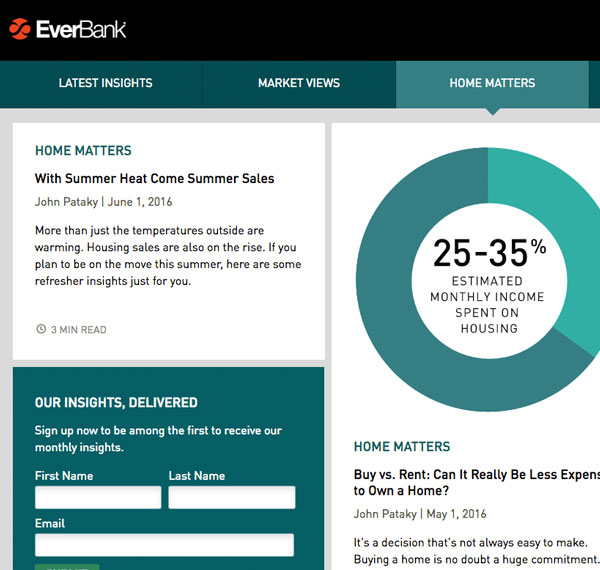 EverBank
LATEST INSIGHTS
MARKET VIEWS
HOME MATTERS
HOME MATTERS
With Summer Heat Come Summer Sales
John Pataky | June 1, 2016
More than just the temperatures outside are
warming. Housing sales are also on the rise. If you
plan to be on the move this summer, here are some
refresher insights just for you.
3 MIN READ
OUR INSIGHTS, DELIVERED
Sign up now to be among the first to receive our
monthly insights.
First Name
Last Name
Email
25-35%
ESTIMATED
MONTHLY INCOME
SPENT ON
HOUSING
HOME MATTERS
Buy vs. Rent: Can It Really Be Less Expens
to Own a Home?
John Pataky | May 1, 2016
It's a decision that's not always easy to make.
Buying a home is no doubt a huge commitment.